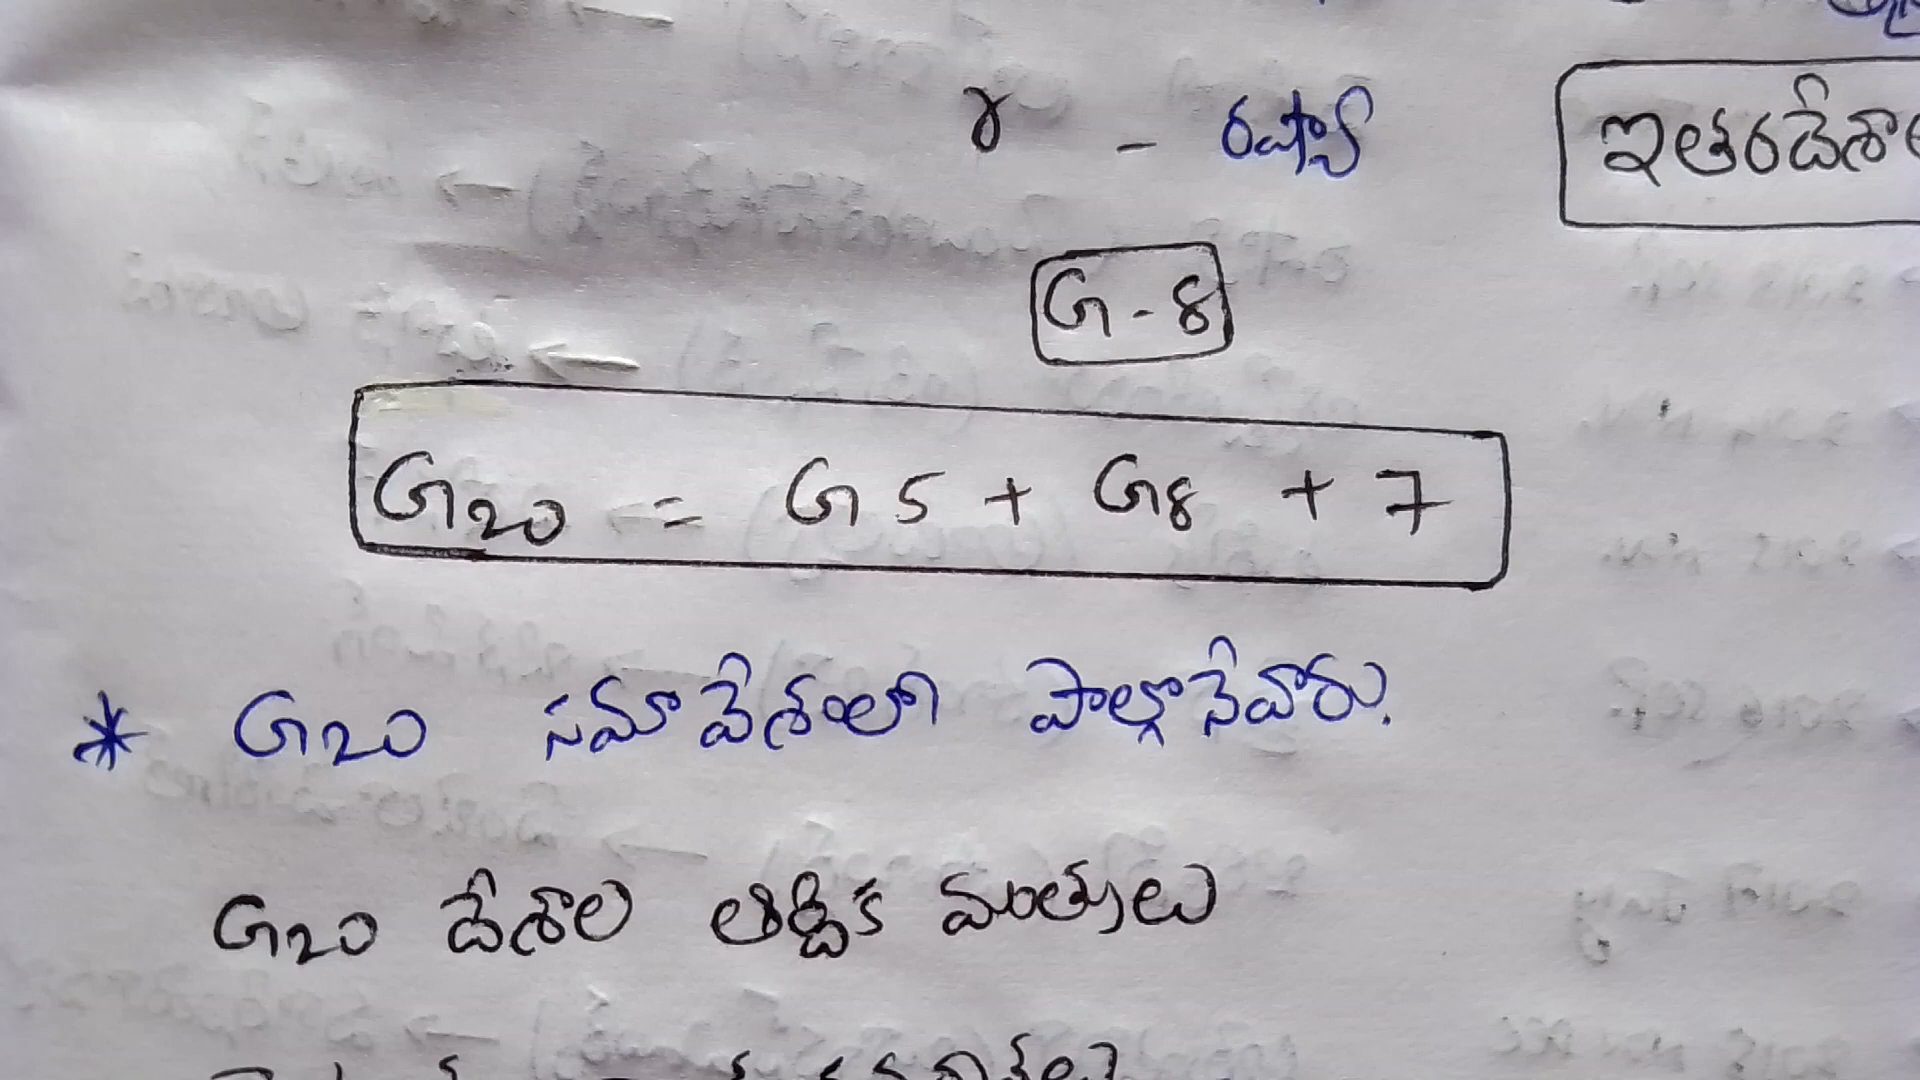 ర - రష్యా
ఇతరదేశాల
G-8
G20 = G5 + G8 + 7
* G20 సమావేశంలో పాల్గొనేవారు.
G20 దేశాల ఆర్థిక మంత్రులు